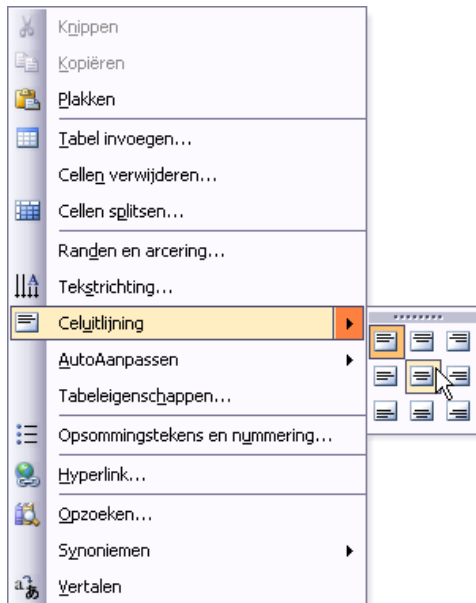 Knippen
Kopiëren
Plakken
Tabel invoegen...
Cellen verwijderen...
Cellen splitsen...
Randen en arcering...
Tekstrichting...
Celuitlijning
AutoAanpassen
Tabeleigenschappen...
Opsommingstekens en nummering...
Hyperlink...
Opzoeken...
Synoniemen
Vertalen